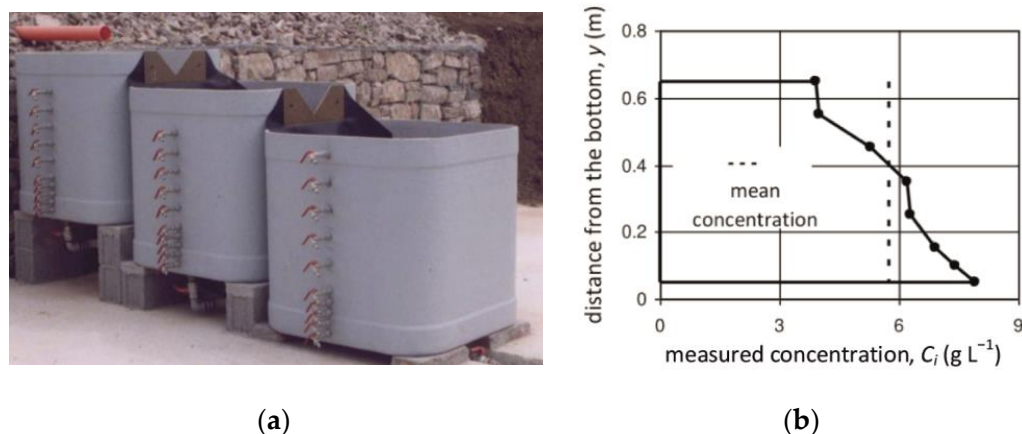 0.8
0.6
0.4
0.2
0
0
3
6
9
distance from the bottom, y (m)
mean
concentration
measured concentration, Cᵢ (g L⁻¹)
(a)
(b)